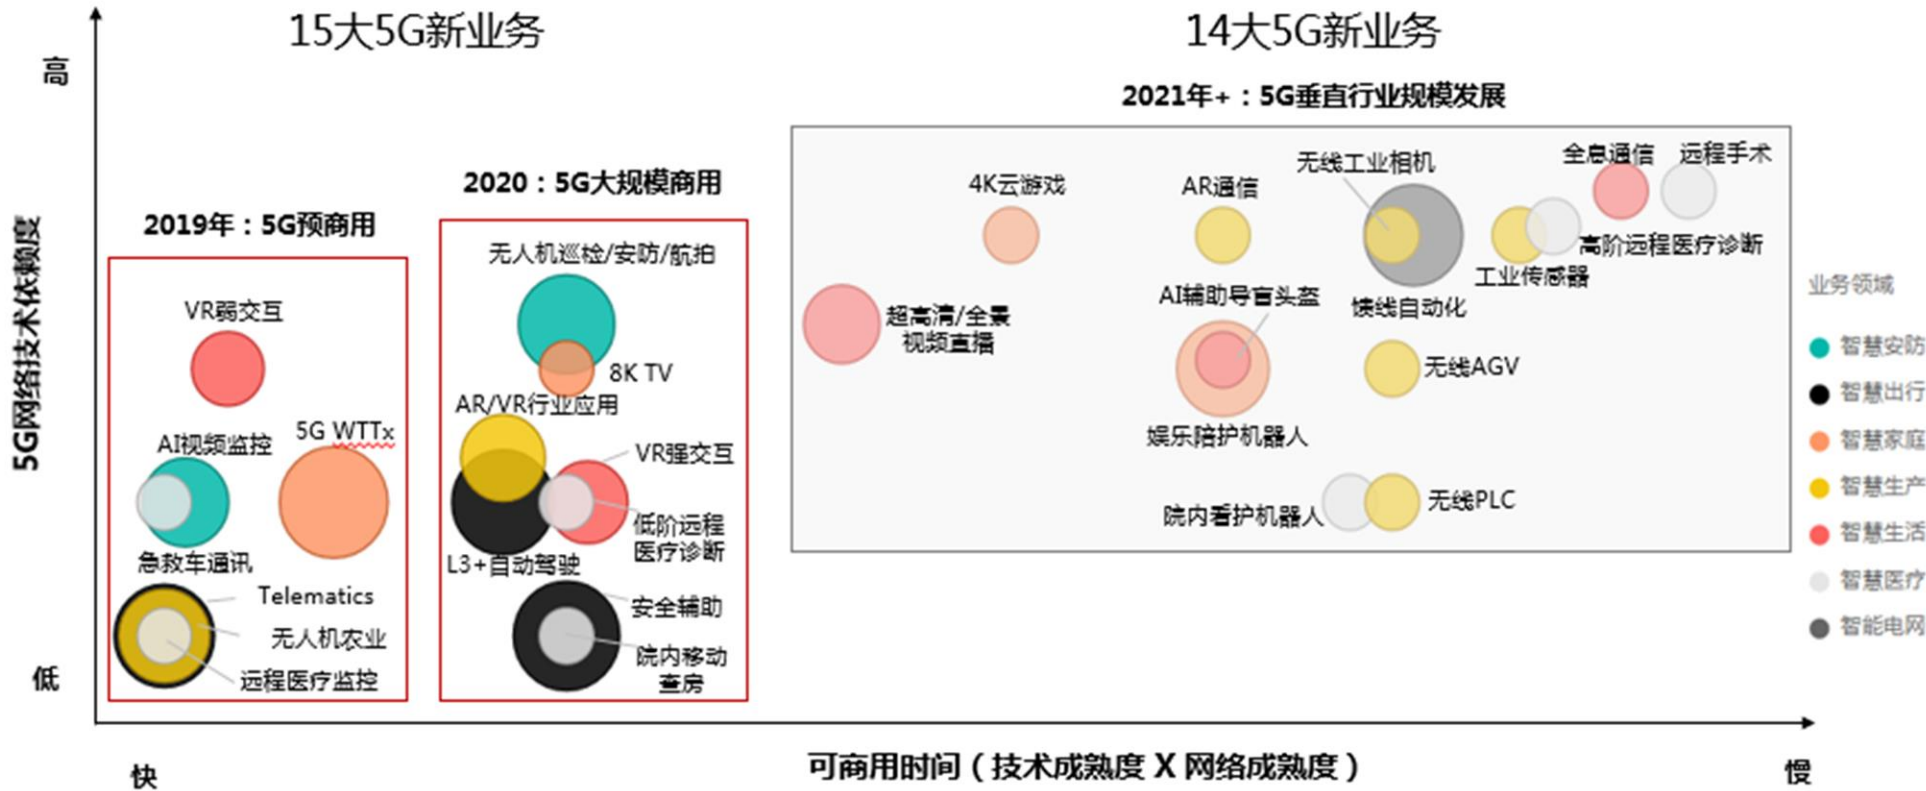 15大5G新业务
14大5G新业务
高
2021年+：5G垂直行业规模发展
2020：5G大规模商用
2019年：5G预商用
5G网络技术依赖度
VR弱交互
AI视频监控
5G WTTx
急救车通讯
Telematics
无人机农业
远程医疗监控
无人机巡检/安防/航拍
8K TV
AR/VR行业应用
VR强交互
低阶远程
医疗诊断
L3+自动驾驶
安全辅助
院内移动
查房
4K云游戏
AR通信
无线工业相机
全息通信
远程手术
高阶远程医疗诊断
工业传感器
超高清/全景
视频直播
AI辅助导盲头盔
馈线自动化
无线AGV
娱乐陪护机器人
院内看护机器人
无线PLC
业务领域
智慧安防
智慧出行
智慧家庭
智慧生产
智慧生活
智慧医疗
智能电网
低
快
可商用时间（技术成熟度 X 网络成熟度）
慢